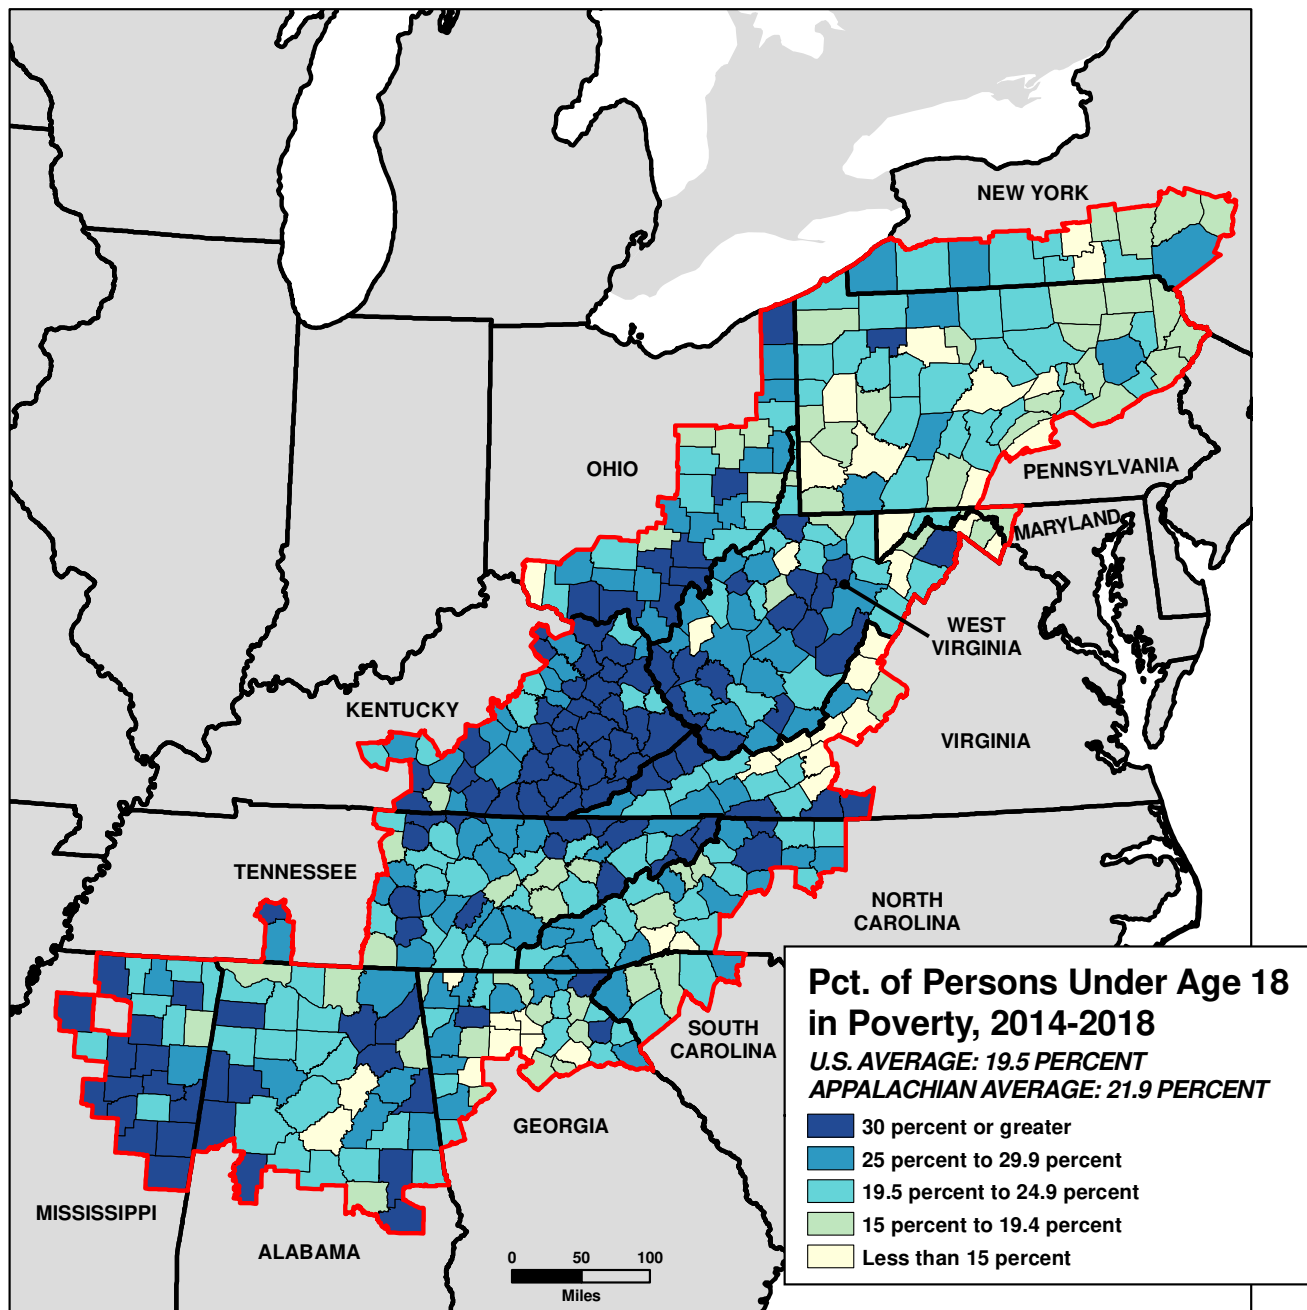 NEW YORK
OHIO
PENNSYLVANIA
MARYLAND
WEST
VIRGINIA
KENTUCKY
VIRGINIA
TENNESSEE
NORTH
CAROLINA
SOUTH
CAROLINA
GEORGIA
MISSISSIPPI
ALABAMA
0 50 100
Miles
Pct. of Persons Under Age 18
in Poverty, 2014-2018
U.S. AVERAGE: 19.5 PERCENT
APPALACHIAN AVERAGE: 21.9 PERCENT
30 percent or greater
25 percent to 29.9 percent
19.5 percent to 24.9 percent
15 percent to 19.4 percent
Less than 15 percent